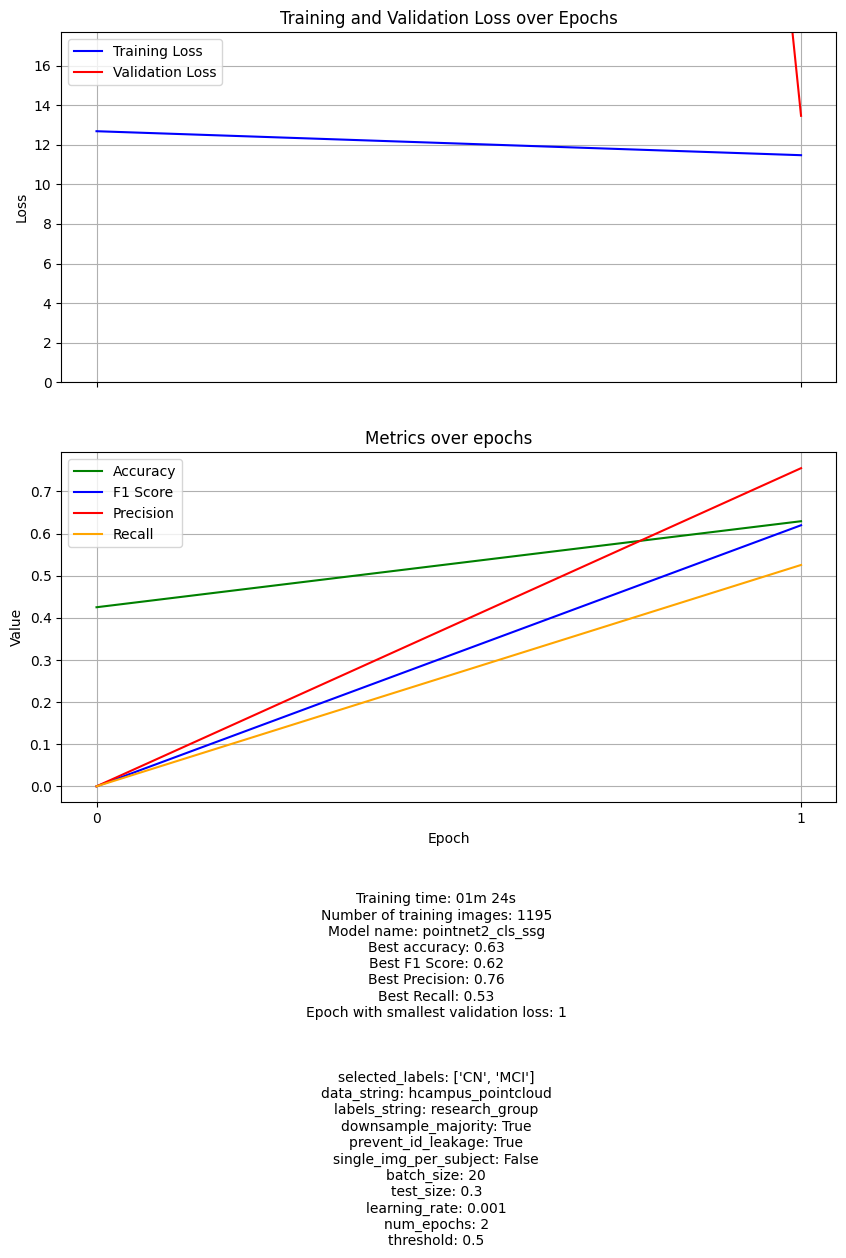 Training and Validation Loss over Epochs
Training Loss
Validation Loss
16
14
12
10
8
6
4
2
0
Loss
Metrics over epochs
Accuracy
F1 Score
Precision
Recall
0.7
0.6
0.5
0.4
0.3
0.2
0.1
0.0
Value
0 1
Epoch
Training time: 01m 24s
Number of training images: 1195
Model name: pointnet2_cls_ssg
Best accuracy: 0.63
Best F1 Score: 0.62
Best Precision: 0.76
Best Recall: 0.53
Epoch with smallest validation loss: 1
selected_labels: ['CN', 'MCI']
data_string: hcampus_pointcloud
labels_string: research_group
downsample_majority: True
prevent_id_leakage: True
single_img_per_subject: False
batch_size: 20
test_size: 0.3
learning_rate: 0.001
num_epochs: 2
threshold: 0.5